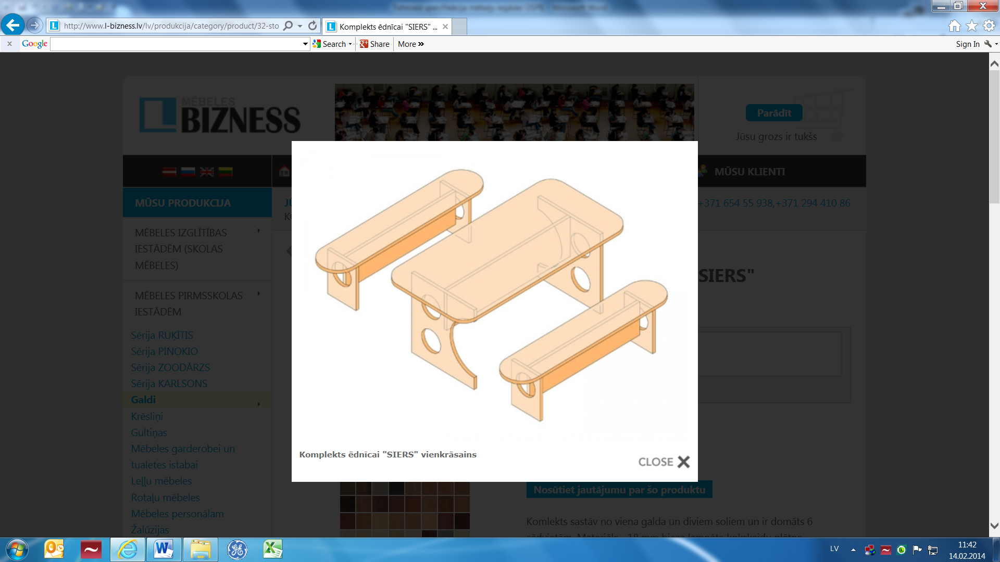 http://www.l-bizness.lv/lv/produkcija/category/product/32-sto
Komplekts ēdnīcai "SIERS" ...
Google
Search
Share
More »
Sign In
MĒBELES
BIZNESS
Parādīt
Jūsu grozs ir tukšs
MŪSU KLIENTI
MŪSU PRODUKCIJA
+371 654 55 938,+371 294 410 86
MĒBELES IZGLĪTĪBAS
IESTĀDĒM (SKOLAS
MĒBELES)
SIERS"
MĒBELES PIRMSSKOLAS
IESTĀDĒM
Sērija RUĶĪTIS
Sērija PINOKIO
Sērija ZOODĀRZS
Sērija KARLSONS
Galdi
Krēsliņi
Gultiņas
Mēbeles garderobei un
tualetes istabai
Leļļu mēbeles
Rotaļu mēbeles
Mēbeles personālam
Žalūzijas
Komplekts ēdnīcai "SIERS" vienkrāsains
CLOSE
Nosūtiet jautājumu par šo produktu
Komlekts sastāv no viena galda un diviem soliem un ir domāts 6
LV
11:42
14.02.2014